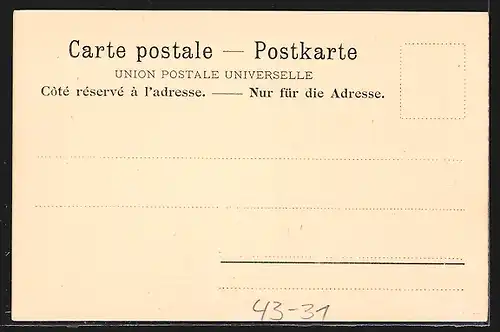 Carte postale — Postkarte
UNION POSTALE UNIVERSELLE
Côté réservé à l'adresse. — Nur für die Adresse.
43-31